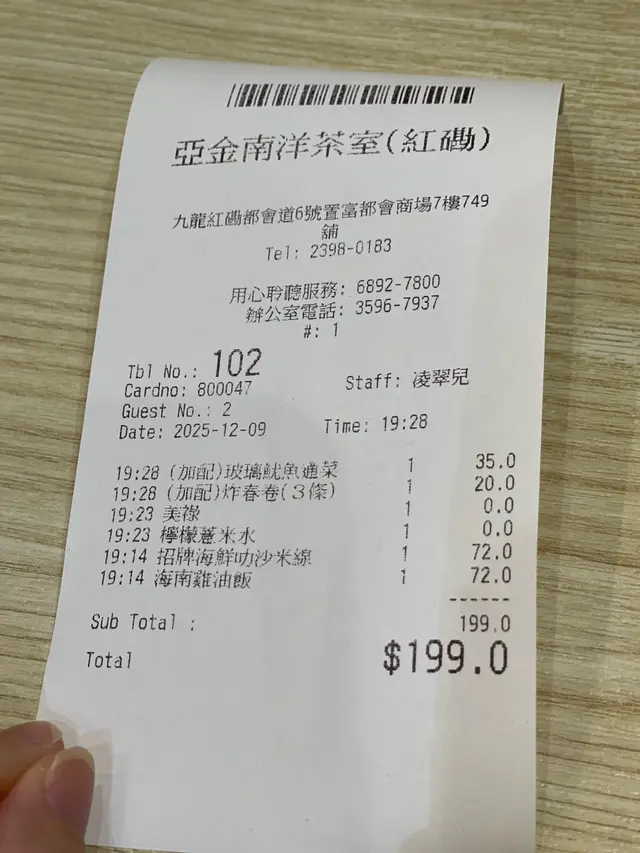 亞金南洋茶室(紅磡)
九龍紅磡都會道6號置富都會商場7樓749
舖
Tel: 2398-0183
用心聆聽服務: 6892-7800
辦公室電話: 3596-7937
#: 1
Tbl No.: 102
Cardno: 800047 Staff: 凌翠兒
Guest No.: 2
Date: 2025-12-09 Time: 19:28
19:28 (加配)玻璃魷魚通菜 1 35.0
19:28 (加配)炸春卷(3條) 1 20.0
19:23 美祿 1 0.0
19:23 檸檬薏米水 1 0.0
19:14 招牌海鮮叻沙米線 1 72.0
19:14 海南雞油飯 1 72.0
------
Sub Total : 199.0
Total $199.0